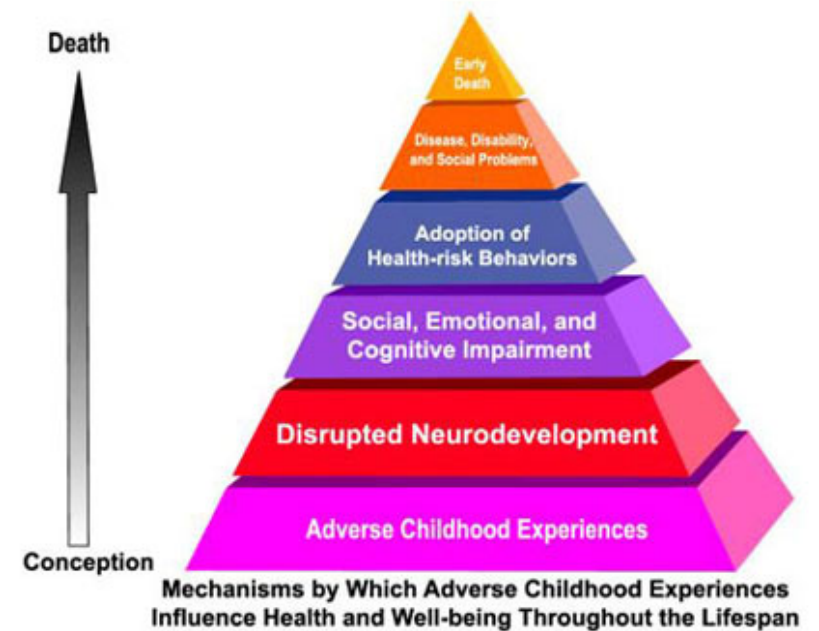 Death
Early
Death
Disease, Disability,
and Social Problems
Adoption of
Health-risk Behaviors
Social, Emotional, and
Cognitive Impairment
Disrupted Neurodevelopment
Adverse Childhood Experiences
Conception
Mechanisms by Which Adverse Childhood Experiences
Influence Health and Well-being Throughout the Lifespan